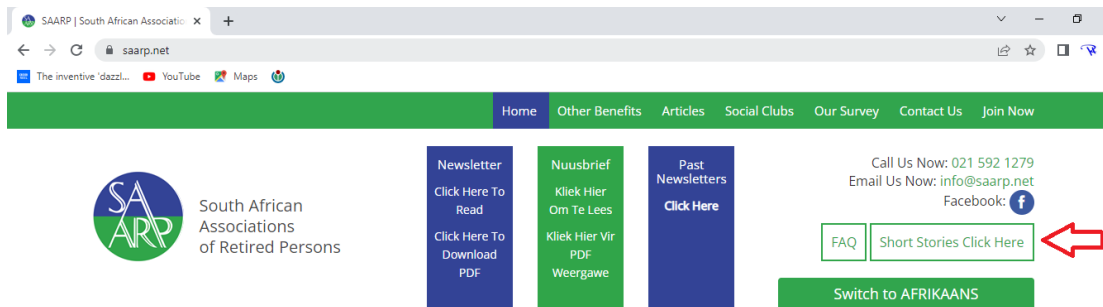 SAARP | South African Associatio
saarp.net
The inventive 'dazzl...
YouTube
Maps
Home
Other Benefits
Articles
Social Clubs
Our Survey
Contact Us
Join Now
SA
ARP
South African
Associations
of Retired Persons
Newsletter
Click Here To
Read
Click Here To
Download
PDF
Nuusbrief
Kliek Hier
Om Te Lees
Kliek Hier Vir
PDF
Weergawe
Past
Newsletters
Click Here
Call Us Now: 021 592 1279
Email Us Now: info@saarp.net
Facebook: f
FAQ
Short Stories Click Here
Switch to AFRIKAANS